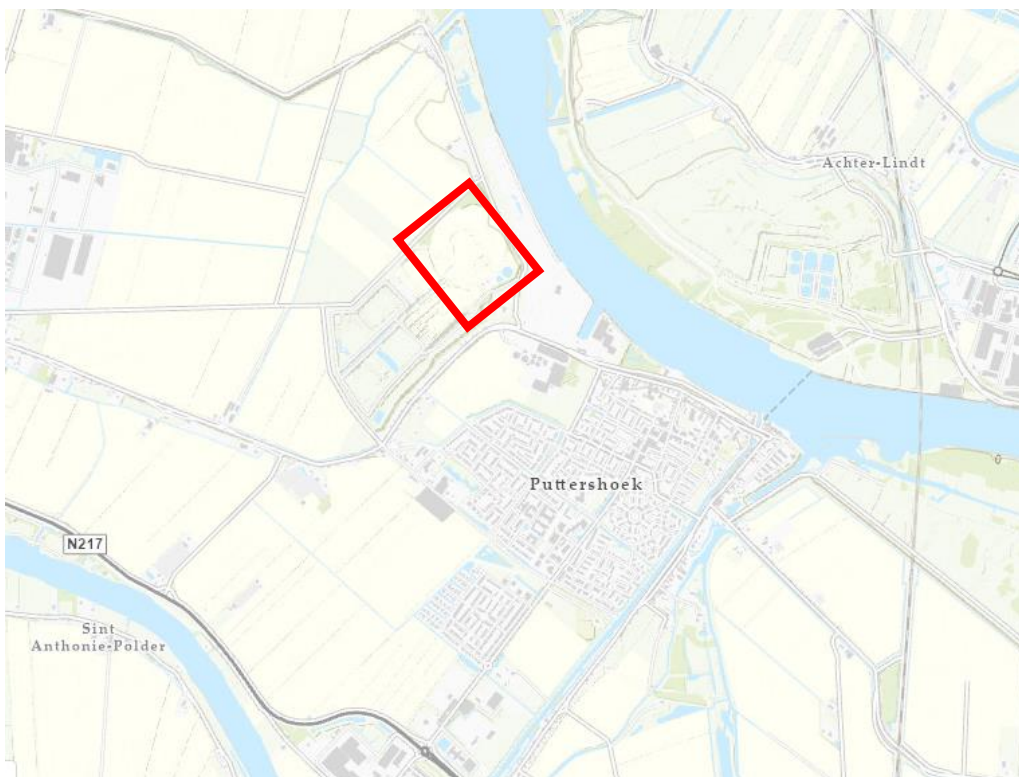 Achter-Lindt
Puttershoek
N217
Sint
Anthonie-Polder